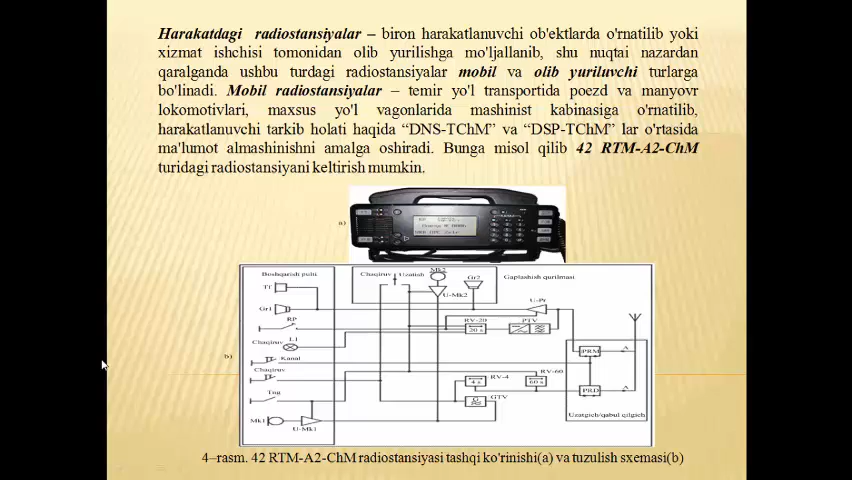 Harakatdagi radiostansiyalar – biron harakatlanuvchi ob'ektlarda o'rnatilib yoki
xizmat ishchisi tomonidan olib yurilishga mo'ljallanib, shu nuqtai nazardan
qaralganda ushbu turdagi radiostansiyalar mobil va olib yuriluvchi turlarga
bo'linadi. Mobil radiostansiyalar – temir yo'l transportida poezd va manyovr
lokomotivlari, maxsus yo'l vagonlarida mashinist kabinasiga o'rnatilib,
harakatlanuvchi tarkib holati haqida “DNS-TChM” va “DSP-TChM” lar o'rtasida
ma'lumot almashinishni amalga oshiradi. Bunga misol qilib 42 RTM-A2-ChM
turidagi radiostansiyani keltirish mumkin.
a)
Boshqarish pulti
Chaqiruv
Uzatish
Mk2
Gr2
Gaplashish qurilmasi
TT
U-Mk2
Gr1
U-Pr
RP
RV-20
PTV
20 s
Chaqiruv L1
PRM
b)
Kanal
Chaqiruv
RV-4
RV-60
4 s
60 s
PRD
Tng
GTV
G
Mk1
U-Mk1
Uzatgich/qabul qilgich
4–rasm. 42 RTM-A2-ChM radiostansiyasi tashqi ko'rinishi(a) va tuzulish sxemasi(b)